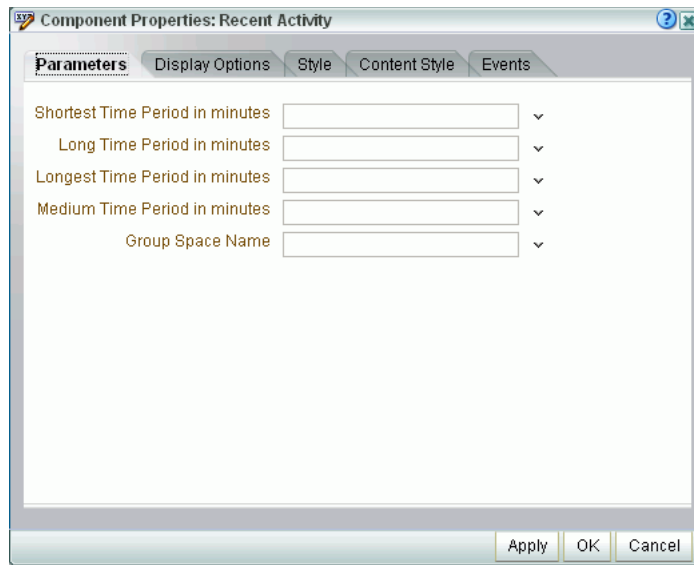 Component Properties: Recent Activity
Parameters Display Options Style Content Style Events
Shortest Time Period in minutes
Long Time Period in minutes
Longest Time Period in minutes
Medium Time Period in minutes
Group Space Name
Apply OK Cancel